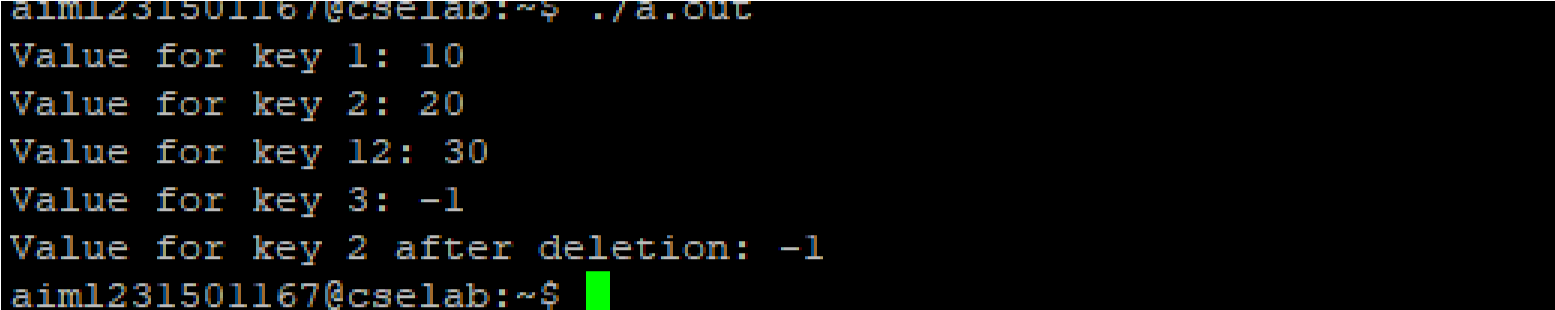 aiml231501167@cselab:~$ ./a.out
Value for key 1: 10
Value for key 2: 20
Value for key 12: 30
Value for key 3: -1
Value for key 2 after deletion: -1
aiml231501167@cselab:~$